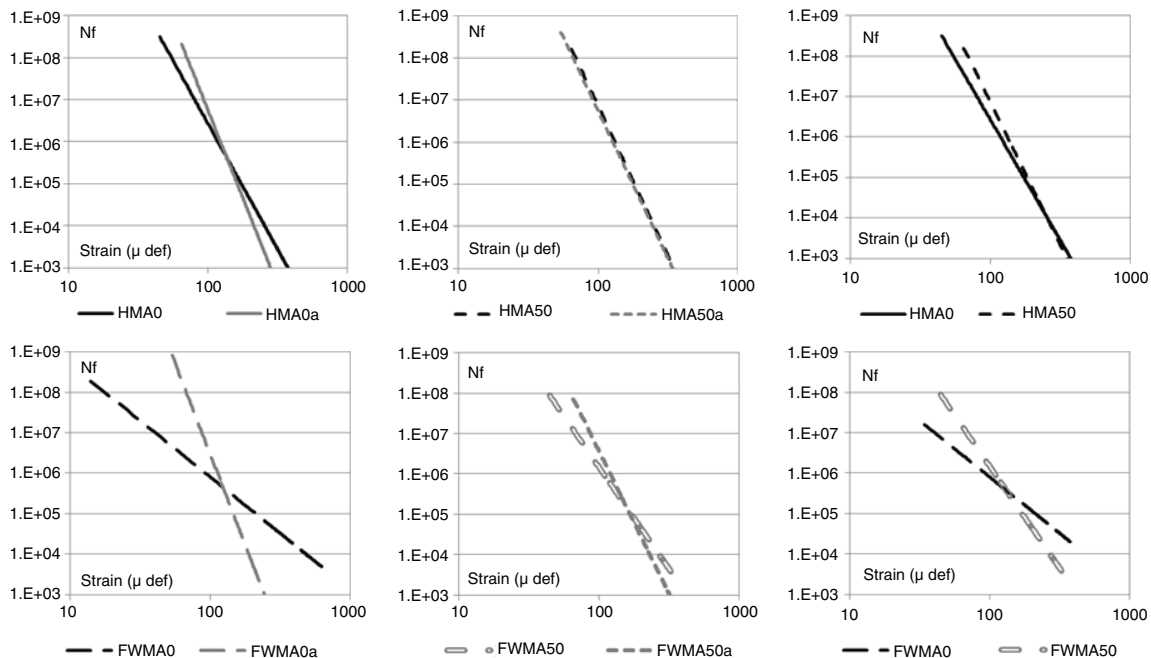 Nf
1.E+09
1.E+08
1.E+07
1.E+06
1.E+05
1.E+04
1.E+03
Strain (μ def)
10 100 1000
HMA0 HMA0a
Nf
1.E+09
1.E+08
1.E+07
1.E+06
1.E+05
1.E+04
1.E+03
Strain (μ def)
10 100 1000
HMA50 HMA50a
Nf
1.E+09
1.E+08
1.E+07
1.E+06
1.E+05
1.E+04
1.E+03
Strain (μ def)
10 100 1000
HMA0 HMA50
Nf
1.E+09
1.E+08
1.E+07
1.E+06
1.E+05
1.E+04
1.E+03
Strain (μ def)
10 100 1000
FWMA0 FWMA0a
Nf
1.E+09
1.E+08
1.E+07
1.E+06
1.E+05
1.E+04
1.E+03
Strain (μ def)
10 100 1000
FWMA50 FWMA50a
Nf
1.E+09
1.E+08
1.E+07
1.E+06
1.E+05
1.E+04
1.E+03
Strain (μ def)
10 100 1000
FWMA0 FWMA50